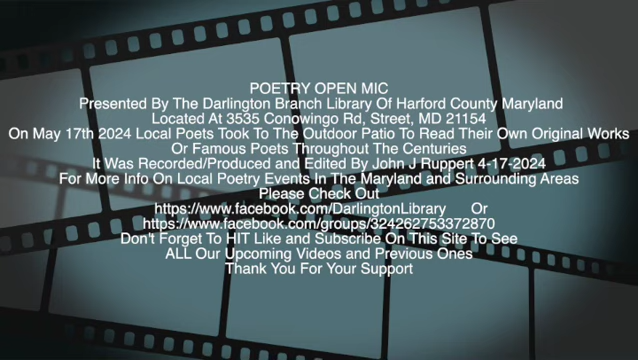 POETRY OPEN MIC
Presented By The Darlington Branch Library Of Harford County Maryland
Located At 3535 Conowingo Rd, Street, MD 21154
On May 17th 2024 Local Poets Took To The Outdoor Patio To Read Their Own Original Works
Or Famous Poets Throughout The Centuries
It Was Recorded/Produced and Edited By John J Ruppert 4-17-2024
For More Info On Local Poetry Events In The Maryland and Surrounding Areas
Please Check Out
https://www.facebook.com/DarlingtonLibrary Or
https://www.facebook.com/groups/324262753372870
Don't Forget To HIT Like and Subscribe On This Site To See
ALL Our Upcoming Videos and Previous Ones
Thank You For Your Support